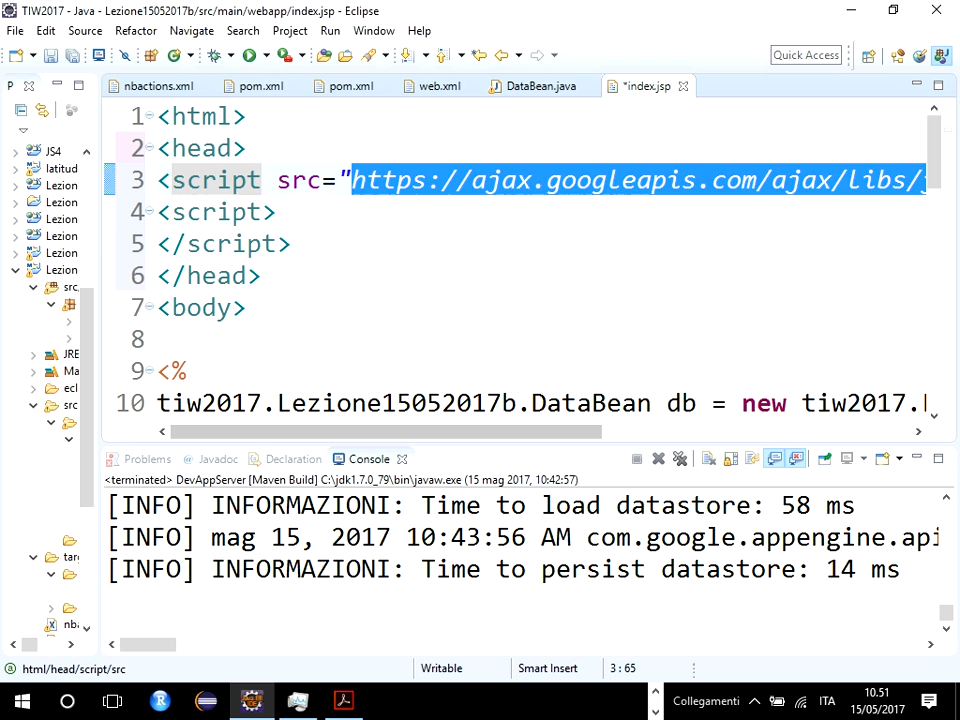 TIW2017 - Java - Lezione15052017b/src/main/webapp/index.jsp - Eclipse
File Edit Source Refactor Navigate Search Project Run Window Help
Quick Access
P
nbactions.xml pom.xml pom.xml web.xml DataBean.java *index.jsp
JS4
latitud
Lezion
Lezion
Lezion
Lezion
Lezion
Lezion
src
JRE
Ma
ecl
src
tar
nb
1 <html>
2 <head>
3 <script src="https://ajax.googleapis.com/ajax/libs/j
4 <script>
5 </script>
6 </head>
7 <body>
8
9 <%
10 tiw2017.Lezione15052017b.DataBean db = new tiw2017.
Problems @ Javadoc Declaration Console
<terminated> DevAppServer [Maven Build] C:\jdk1.7.0_79\bin\javaw.exe (15 mag 2017, 10:42:57)
[INFO] INFORMAZIONI: Time to load datastore: 58 ms
[INFO] mag 15, 2017 10:43:56 AM com.google.appengine.api
[INFO] INFORMAZIONI: Time to persist datastore: 14 ms
html/head/script/src Writable Smart Insert 3 : 65
R
Collegamenti ITA
10.51
15/05/2017